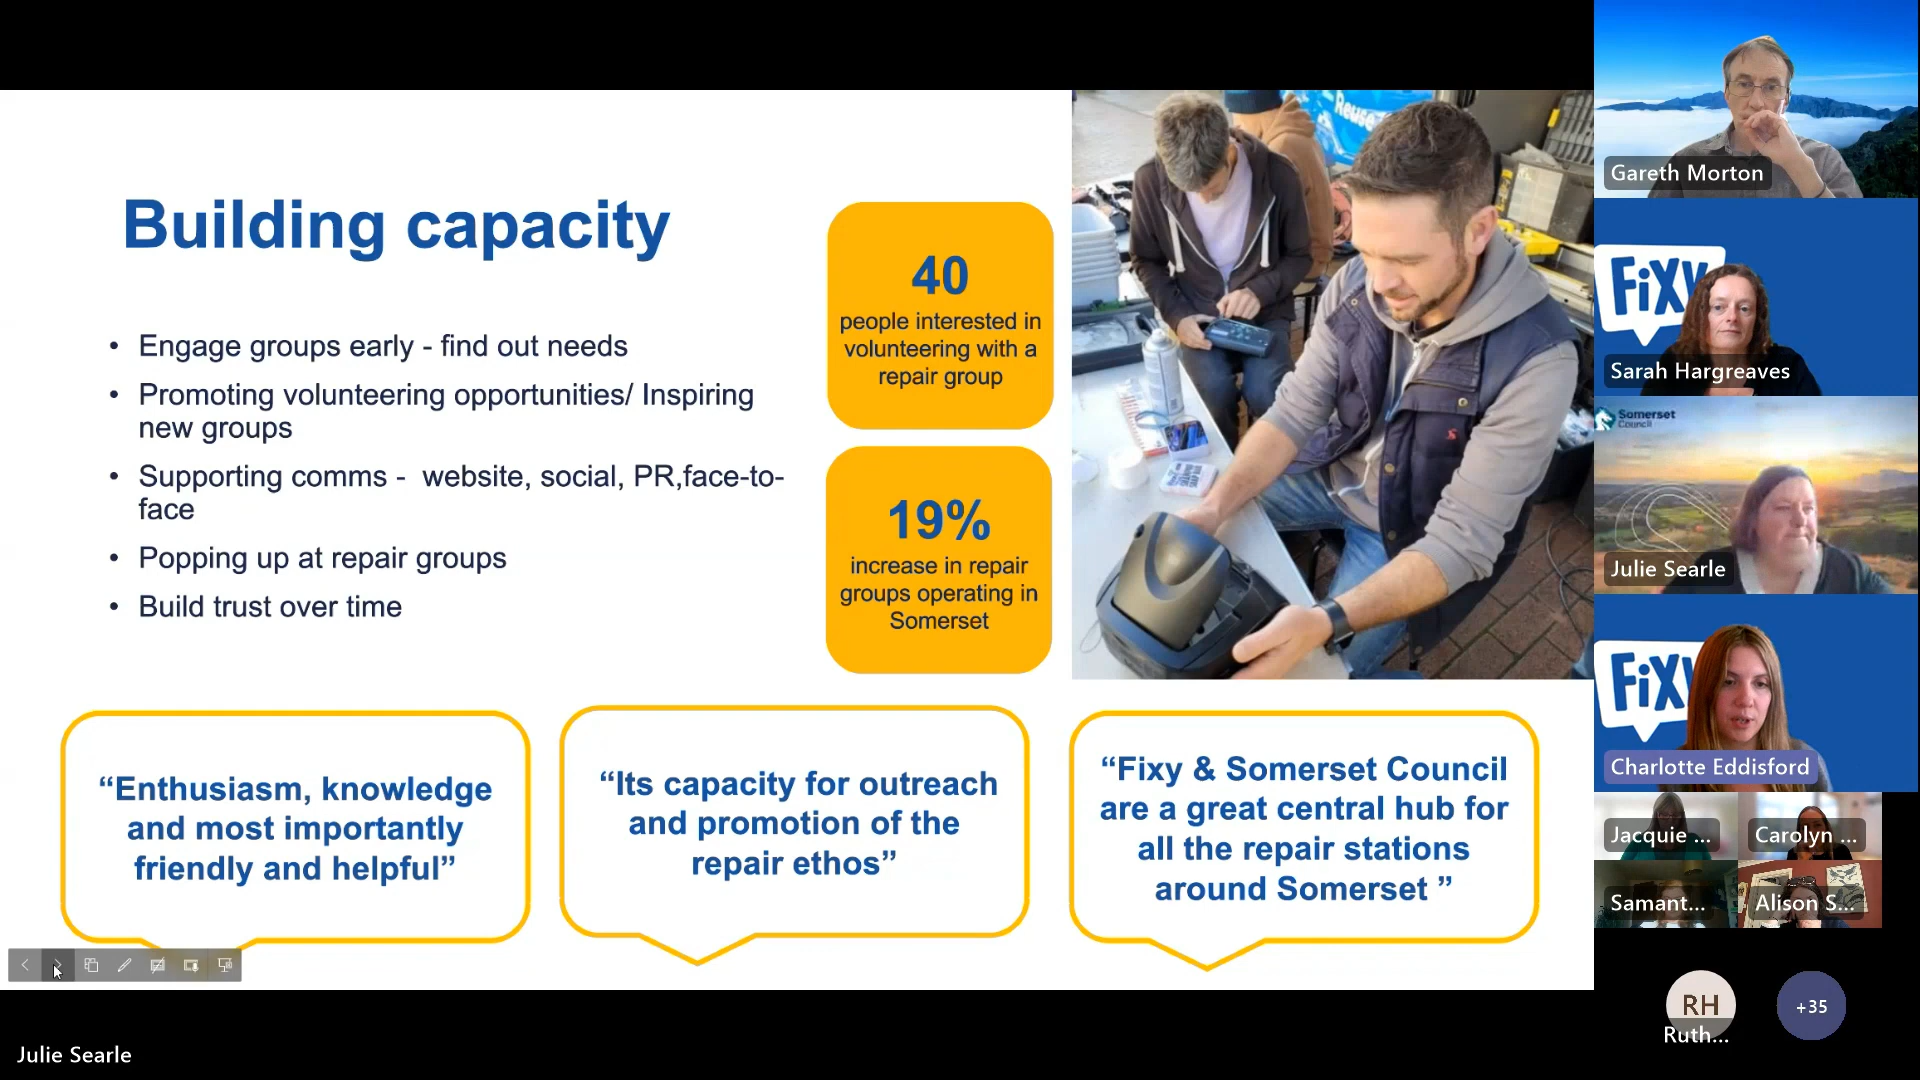 Building capacity
• Engage groups early - find out needs
• Promoting volunteering opportunities/ Inspiring
new groups
• Supporting comms -  website, social, PR,face-to-
face
• Popping up at repair groups
• Build trust over time
40
people interested in
volunteering with a
repair group
19%
increase in repair
groups operating in
Somerset
Reuse
“Enthusiasm, knowledge
and most importantly
friendly and helpful”
“Its capacity for outreach
and promotion of the
repair ethos”
“Fixy & Somerset Council
are a great central hub for
all the repair stations
around Somerset ”
Gareth Morton
FiXy
Sarah Hargreaves
Somerset
Council
Julie Searle
FiXy
Charlotte Eddisford
Jacquie ...
Carolyn ...
Samant...
Alison S...
RH
Ruth...
+35
Julie Searle